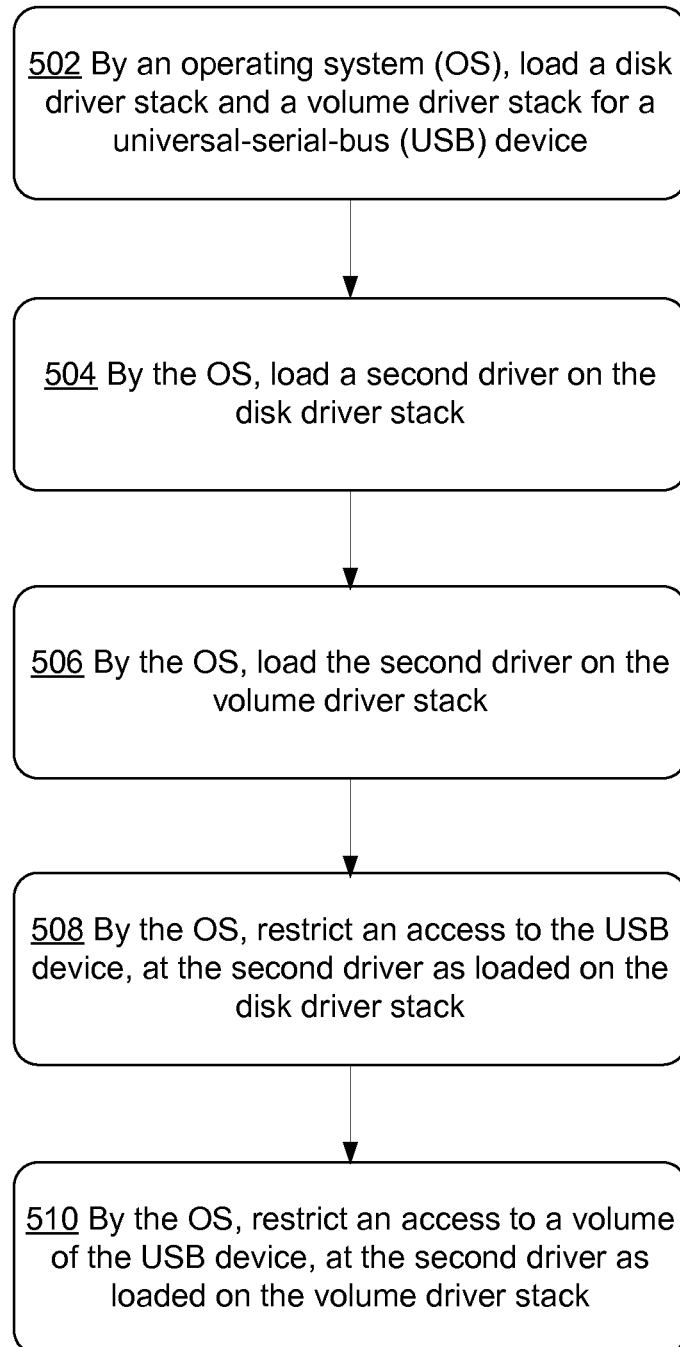 502 By an operating system (OS), load a disk
driver stack and a volume driver stack for a
universal-serial-bus (USB) device
504 By the OS, load a second driver on the
disk driver stack
506 By the OS, load the second driver on the
volume driver stack
508 By the OS, restrict an access to the USB
device, at the second driver as loaded on the
disk driver stack
510 By the OS, restrict an access to a volume
of the USB device, at the second driver as
loaded on the volume driver stack